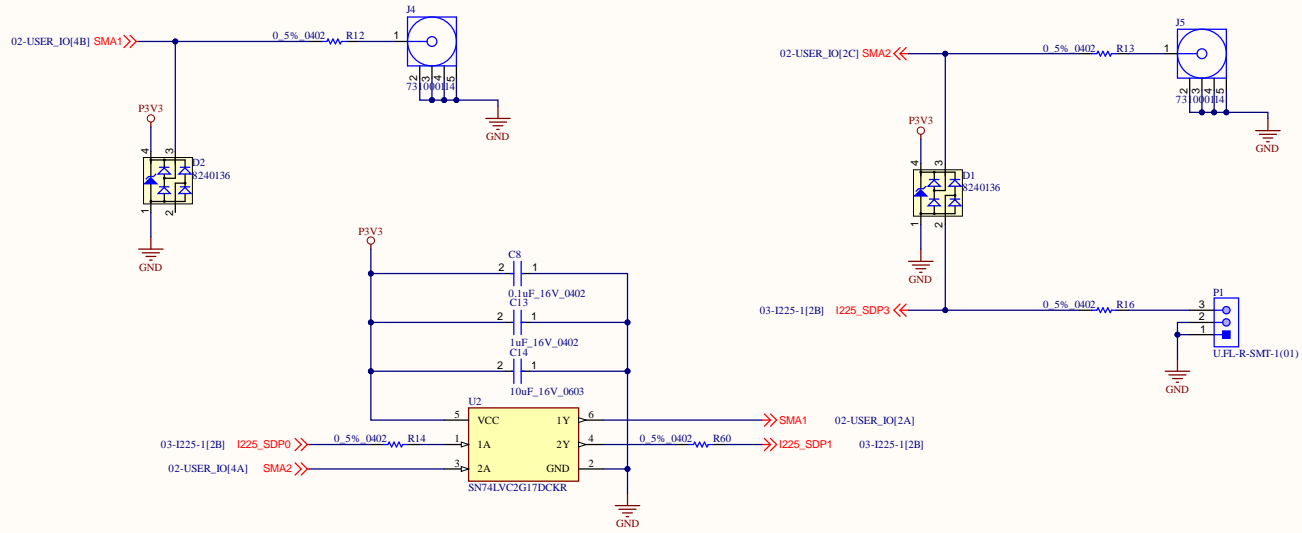 J4
02-USER_IO[4B] SMA1
0_5%_0402 R12
1
2 3 4 5
731000114
GND
P3V3
4 3
D2
8240136
1 2
GND
J5
02-USER_IO[2C] SMA2
0_5%_0402 R13
1
2 3 4 5
731000114
GND
P3V3
4 3
D1
8240136
1 2
GND
03-I225-1[2B] I225_SDP3
0_5%_0402 R16
P1
3
2
1
U.FL-R-SMT-1(01)
GND
P3V3
C8
2 1
0.1uF_16V_0402
C13
2 1
1uF_16V_0402
C14
2 1
10uF_16V_0603
U2
5 VCC 1Y 6
SMA1 02-USER_IO[2A]
03-I225-1[2B] I225_SDP0 0_5%_0402 R14 1 1A 2Y 4 0_5%_0402 R60 I225_SDP1 03-I225-1[2B]
02-USER_IO[4A] SMA2 3 2A GND 2
SN74LVC2G17DCKR
GND